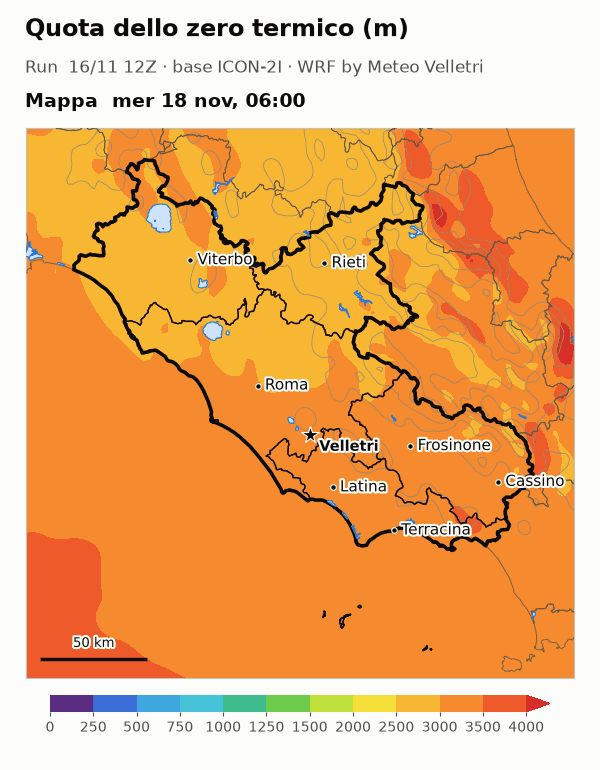 Quota dello zero termico (m)
Run 16/11 12Z · base ICON-2I · WRF by Meteo Velletri
Mappa mer 18 nov, 06:00
Viterbo
Rieti
Roma
Velletri
Frosinone
Latina
Cassino
Terracina
50 km
0 250 500 750 1000 1250 1500 2000 2500 3000 3500 4000